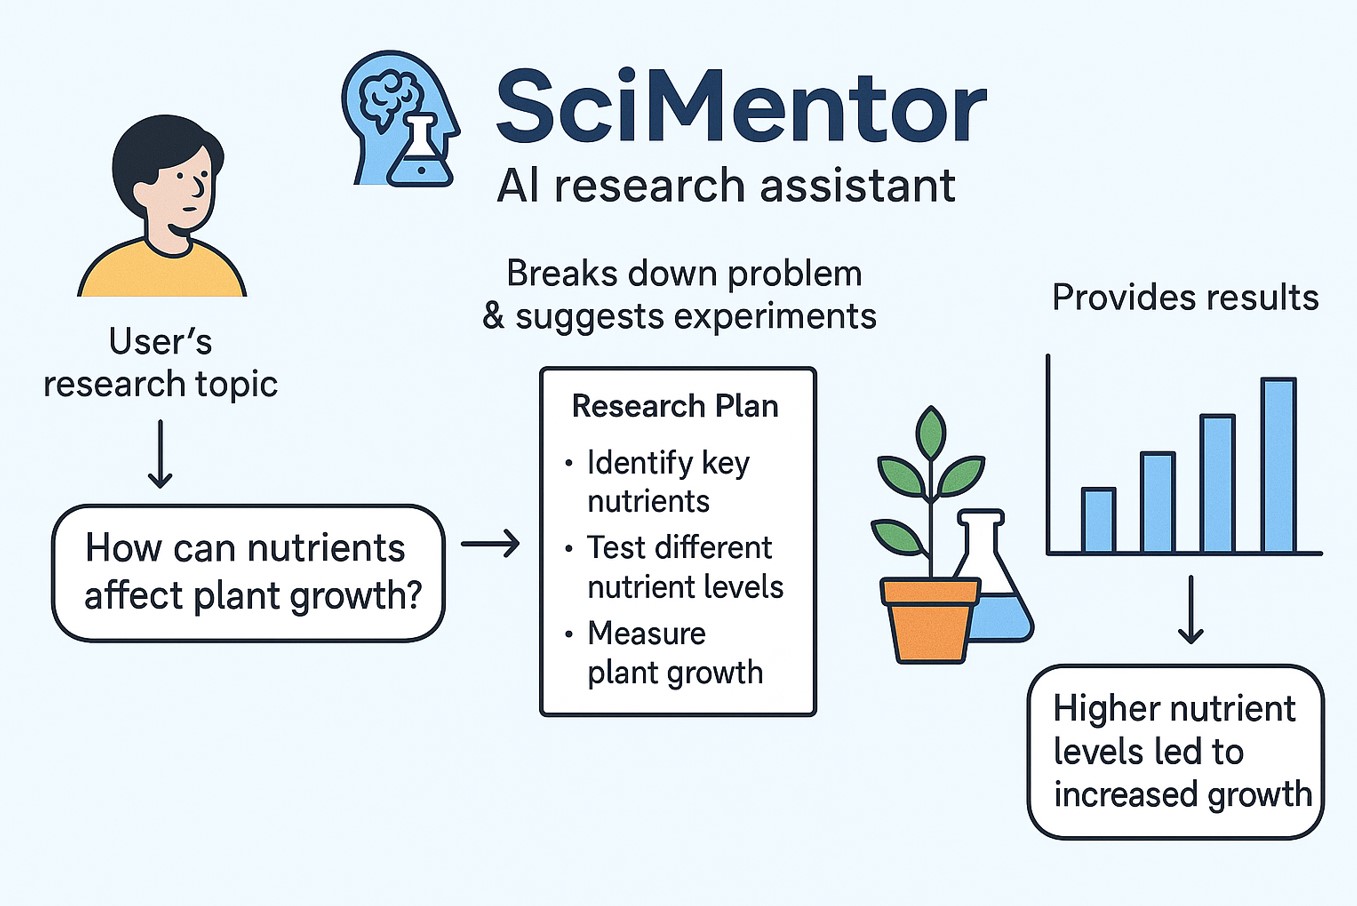 SciMentor
AI research assistant
User's
research topic
How can nutrients
affect plant growth?
Breaks down problem
& suggests experiments
Research Plan
• Identify key
nutrients
• Test different
nutrient levels
• Measure
plant growth
Provides results
Higher nutrient
levels led to
increased growth